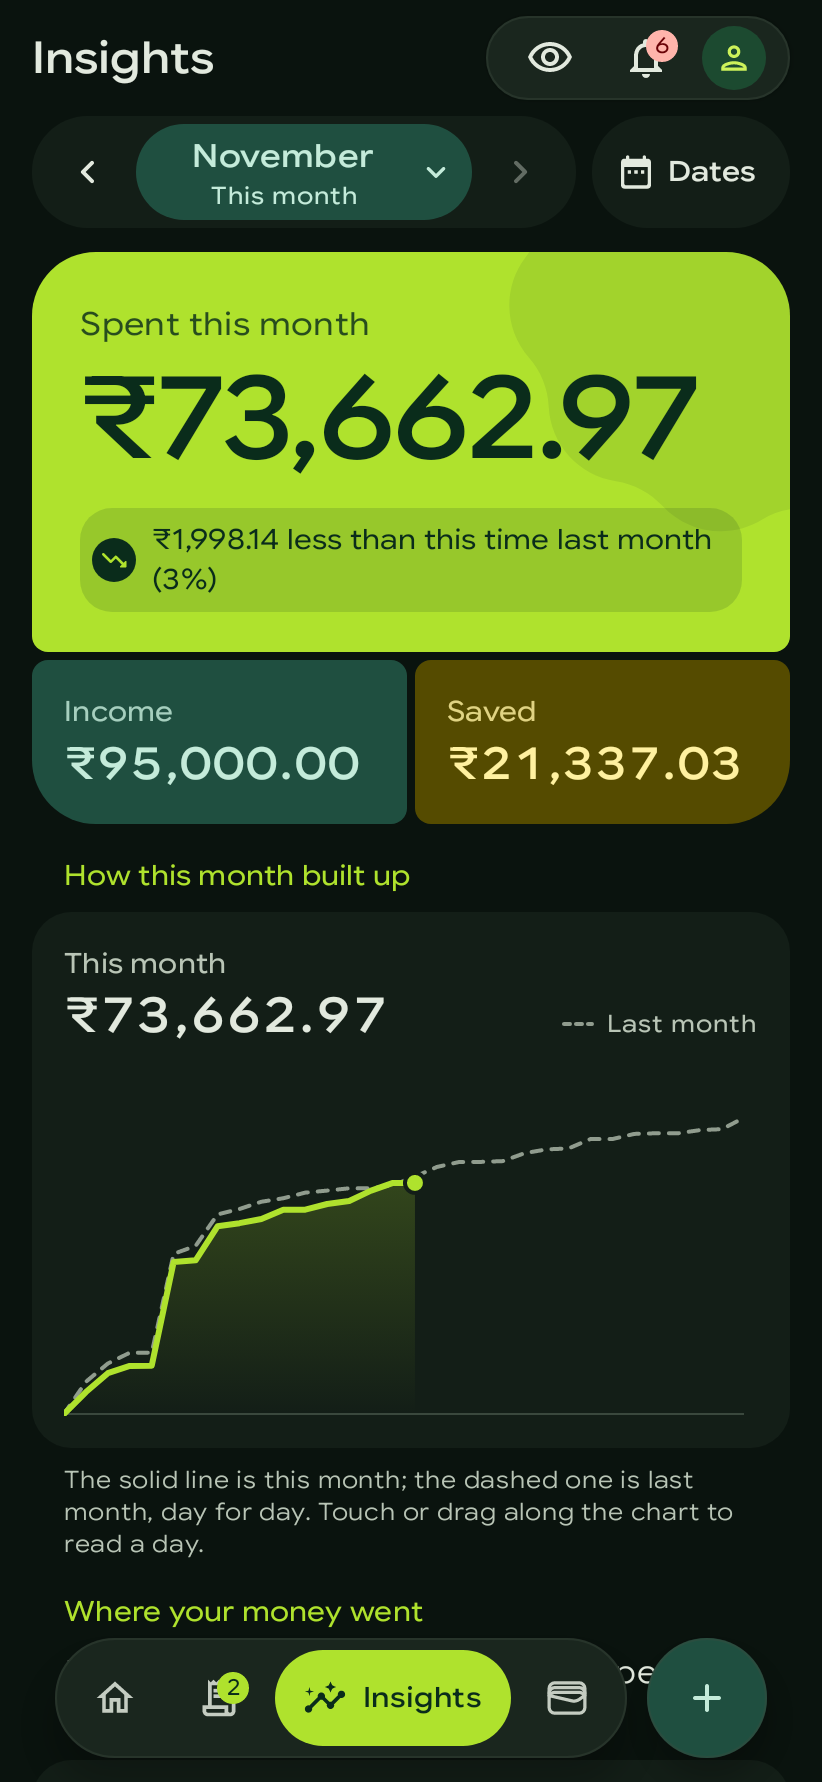 Insights
6
November
This month
Dates
Spent this month
₹73,662.97
₹1,998.14 less than this time last month
(3%)
Income
₹95,000.00
Saved
₹21,337.03
How this month built up
This month
₹73,662.97
Last month
The solid line is this month; the dashed one is last
month, day for day. Touch or drag along the chart to
read a day.
Where your money went
2
Insights